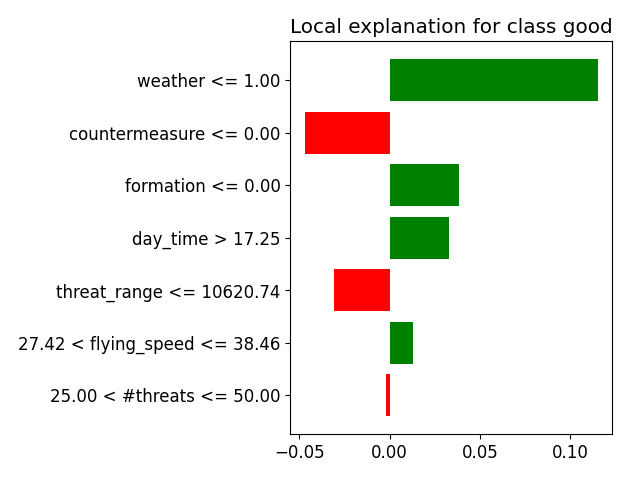 Local explanation for class good
weather <= 1.00
countermeasure <= 0.00
formation <= 0.00
day_time > 17.25
threat_range <= 10620.74
27.42 < flying_speed <= 38.46
25.00 < #threats <= 50.00
−0.05 0.00 0.05 0.10